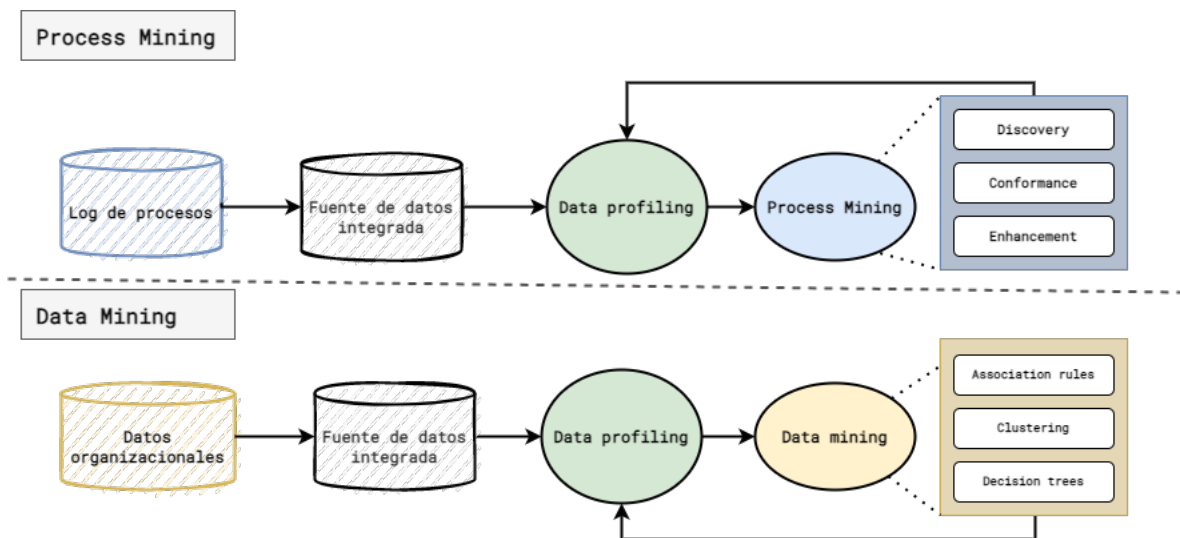 Process Mining
Log de procesos
Fuente de datos
integrada
Data profiling
Process Mining
Discovery
Conformance
Enhancement
Data Mining
Datos
organizacionales
Fuente de datos
integrada
Data profiling
Data mining
Association rules
Clustering
Decision trees